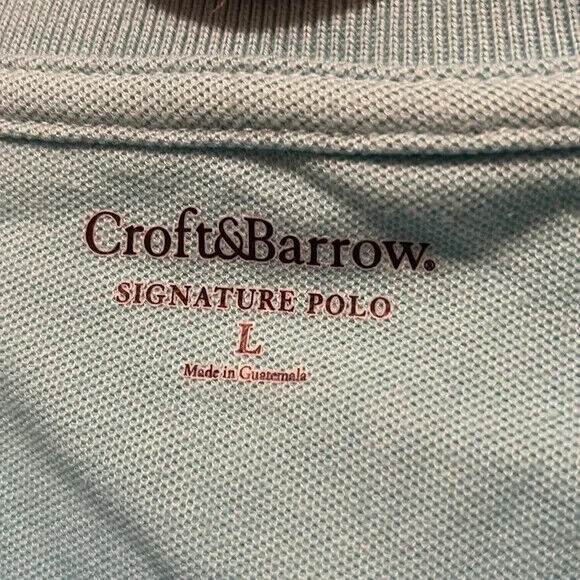 Croft&Barrow®
SIGNATURE POLO
L
Made in Guatemala